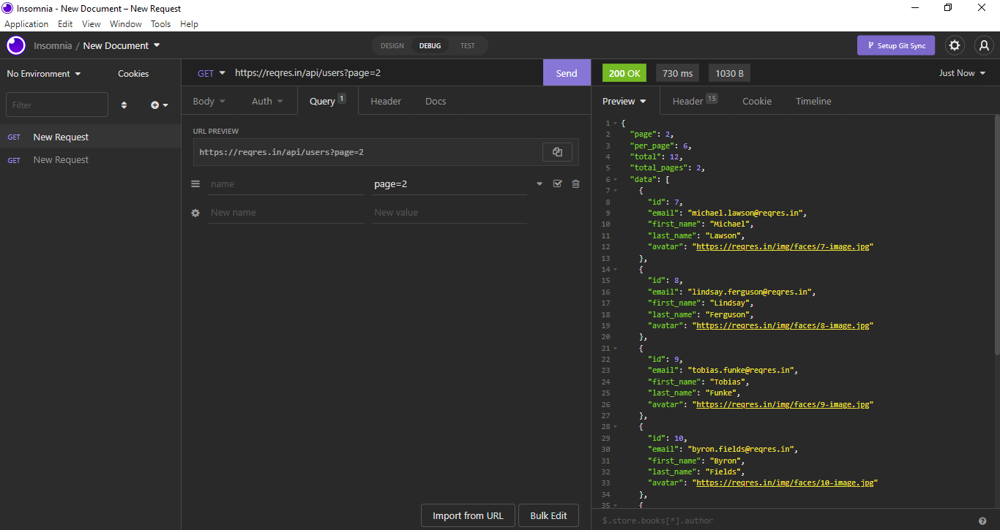 Insomnia - New Document – New Request
Application Edit View Window Tools Help
Insomnia / New Document
DESIGN DEBUG TEST
Setup Git Sync
No Environment Cookies
GET https://reqres.in/api/users?page=2 Send
200 OK 730 ms 1030 B Just Now
Filter
GET New Request
GET New Request
Body Auth Query 1 Header Docs
URL PREVIEW
https://reqres.in/api/users?page=2
name page=2
New name New value
Import from URL Bulk Edit
Preview Header 15 Cookie Timeline
1 {
2 "page": 2,
3 "per_page": 6,
4 "total": 12,
5 "total_pages": 2,
6 "data": [
7 {
8 "id": 7,
9 "email": "michael.lawson@reqres.in",
10 "first_name": "Michael",
11 "last_name": "Lawson",
12 "avatar": "https://reqres.in/img/faces/7-image.jpg"
13 },
14 {
15 "id": 8,
16 "email": "lindsay.ferguson@reqres.in",
17 "first_name": "Lindsay",
18 "last_name": "Ferguson",
19 "avatar": "https://reqres.in/img/faces/8-image.jpg"
20 },
21 {
22 "id": 9,
23 "email": "tobias.funke@reqres.in",
24 "first_name": "Tobias",
25 "last_name": "Funke",
26 "avatar": "https://reqres.in/img/faces/9-image.jpg"
27 },
28 {
29 "id": 10,
30 "email": "byron.fields@reqres.in",
31 "first_name": "Byron",
32 "last_name": "Fields",
33 "avatar": "https://reqres.in/img/faces/10-image.jpg"
34 },
35 {
$.store.books[*].author